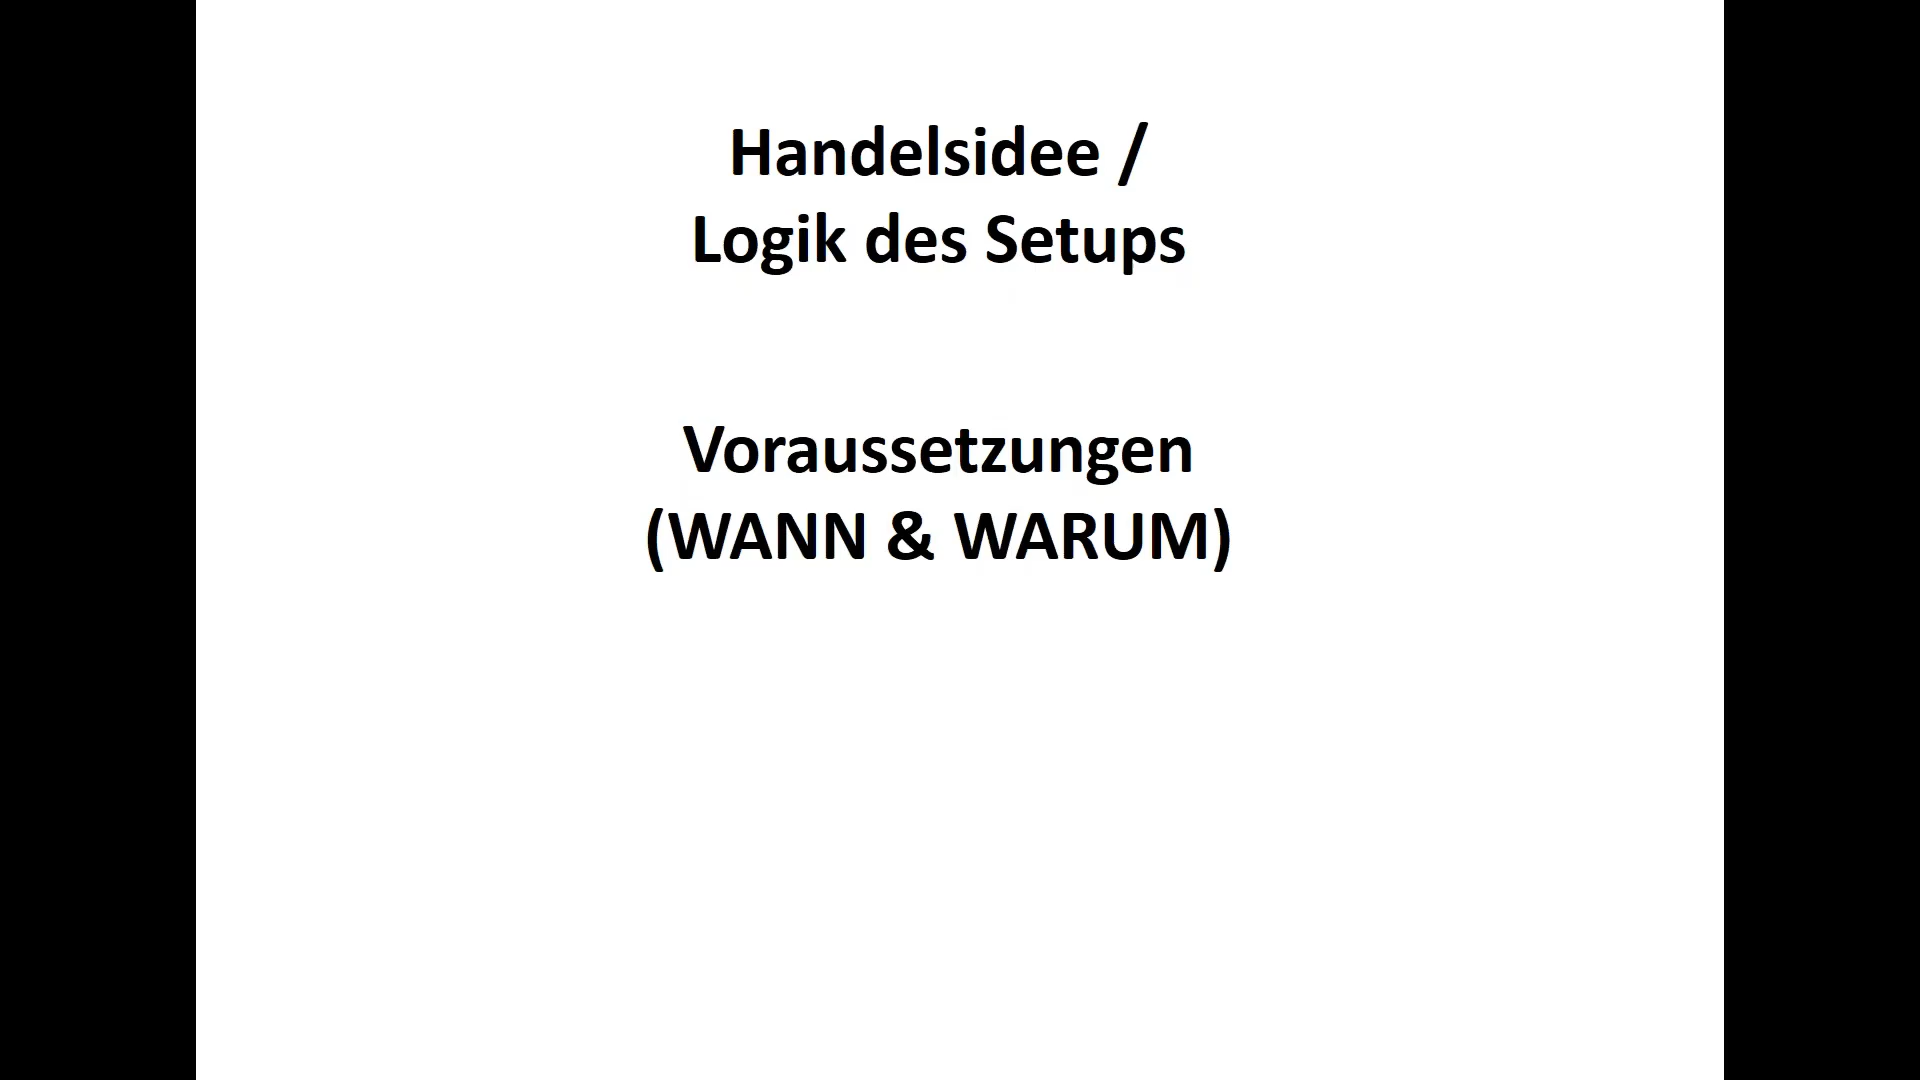 Handelsidee /
Logik des Setups
Voraussetzungen
(WANN & WARUM)